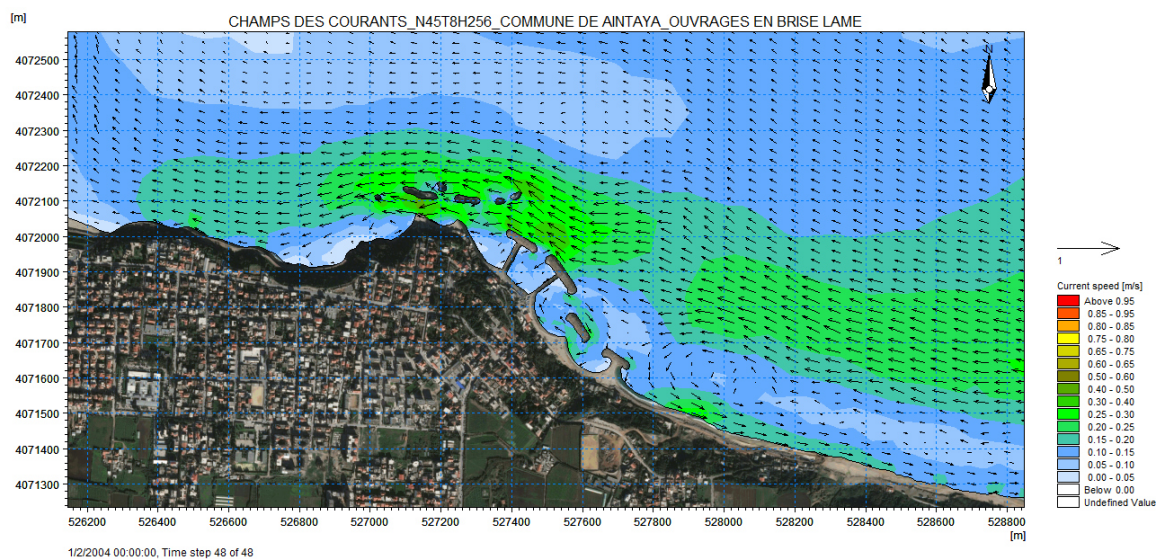 [m]
CHAMPS DES COURANTS_N45T8H256_COMMUNE DE AINTAYA_OUVRAGES EN BRISE LAME
N
4072500
4072400
4072300
4072200
4072100
4072000
4071900
4071800
4071700
4071600
4071500
4071400
4071300
1
Current speed [m/s]
Above 0.95
0.85 - 0.95
0.80 - 0.85
0.75 - 0.80
0.65 - 0.75
0.60 - 0.65
0.50 - 0.60
0.40 - 0.50
0.30 - 0.40
0.25 - 0.30
0.20 - 0.25
0.15 - 0.20
0.10 - 0.15
0.05 - 0.10
0.00 - 0.05
Below 0.00
Undefined Value
526200 526400 526600 526800 527000 527200 527400 527600 527800 528000 528200 528400 528600 528800
[m]
1/2/2004 00:00:00, Time step 48 of 48